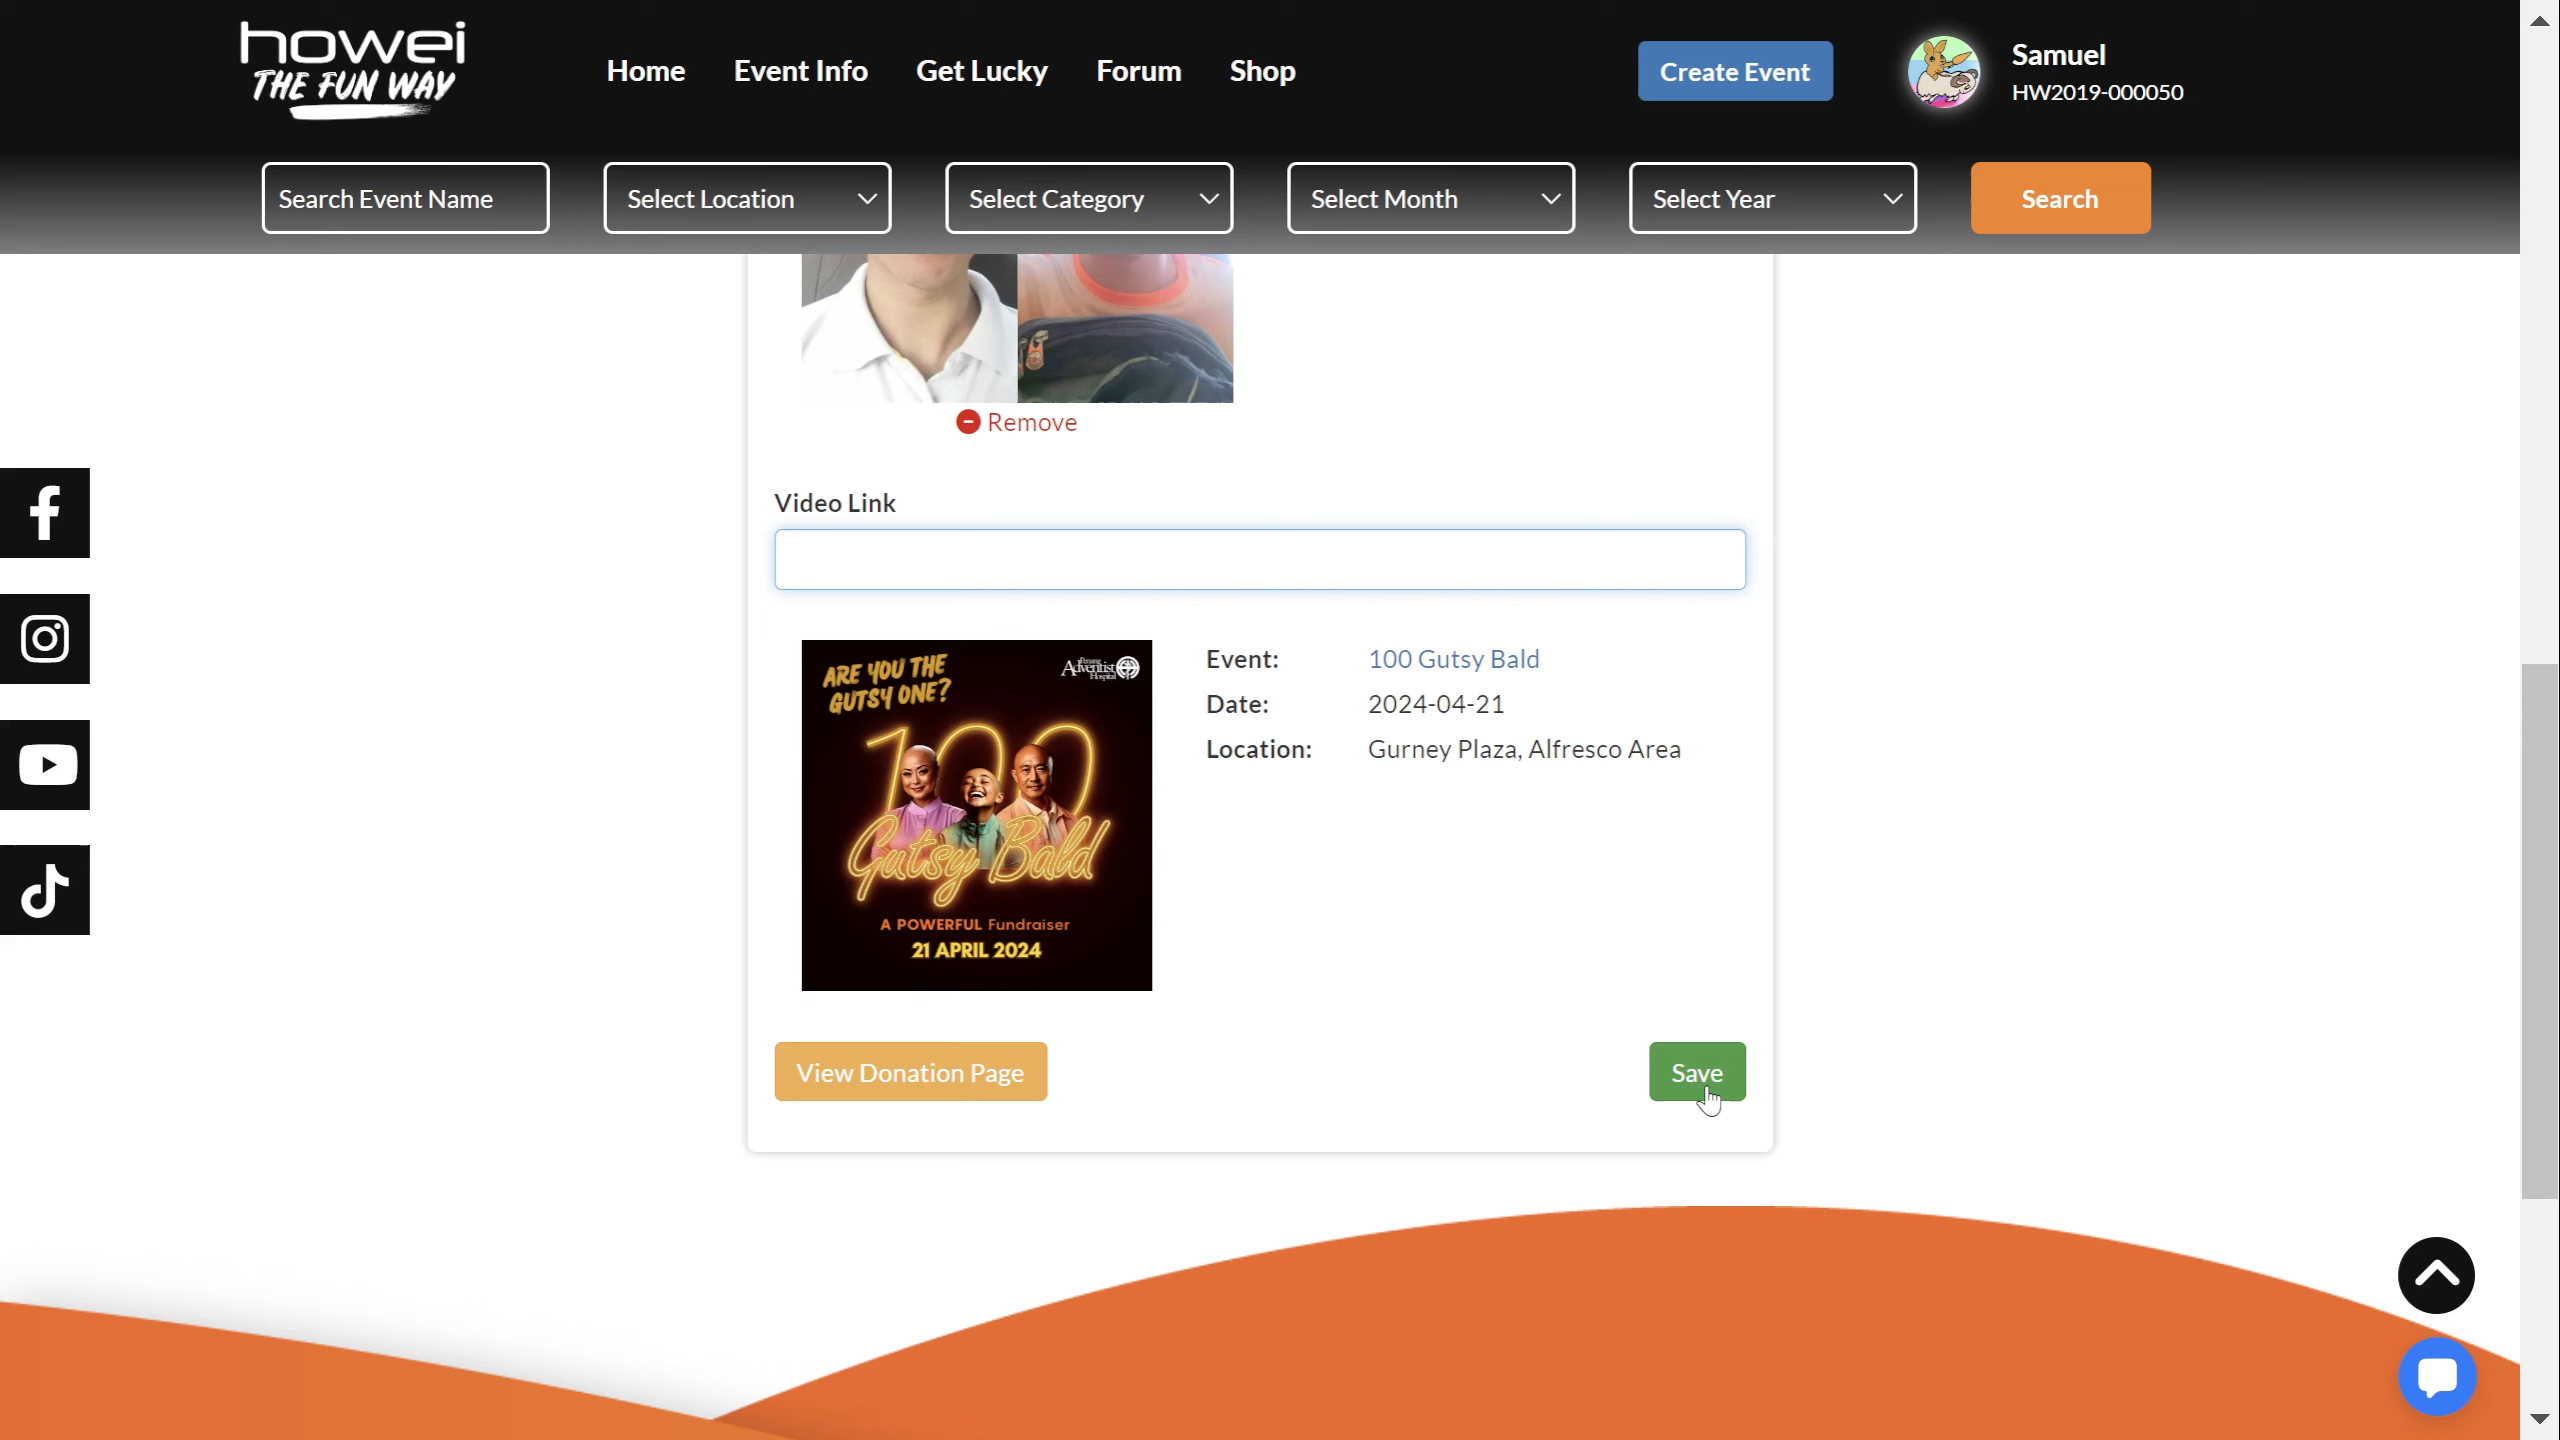 howei
THE FUN WAY
Home
Event Info
Get Lucky
Forum
Shop
Create Event
Samuel
HW2019-000050
Search Event Name
Select Location
Select Category
Select Month
Select Year
Search
Remove
Video Link
ARE YOU THE
GUTSY ONE?
Penang
Adventist
Hospital
100
Gutsy Bald
A POWERFUL Fundraiser
21 APRIL 2024
Event: 100 Gutsy Bald
Date: 2024-04-21
Location: Gurney Plaza, Alfresco Area
View Donation Page
Save